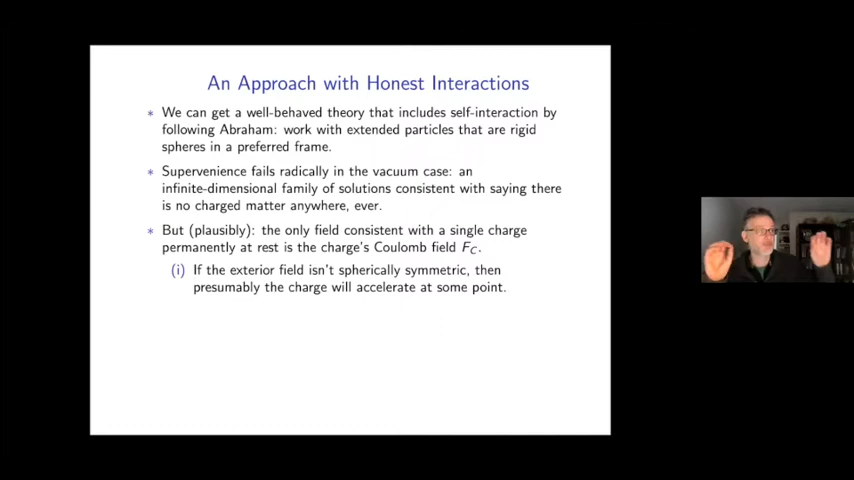 An Approach with Honest Interactions
* We can get a well-behaved theory that includes self-interaction by
following Abraham: work with extended particles that are rigid
spheres in a preferred frame.
* Supervenience fails radically in the vacuum case: an
infinite-dimensional family of solutions consistent with saying there
is no charged matter anywhere, ever.
* But (plausibly): the only field consistent with a single charge
permanently at rest is the charge's Coulomb field F_C.
(i) If the exterior field isn't spherically symmetric, then
presumably the charge will accelerate at some point.